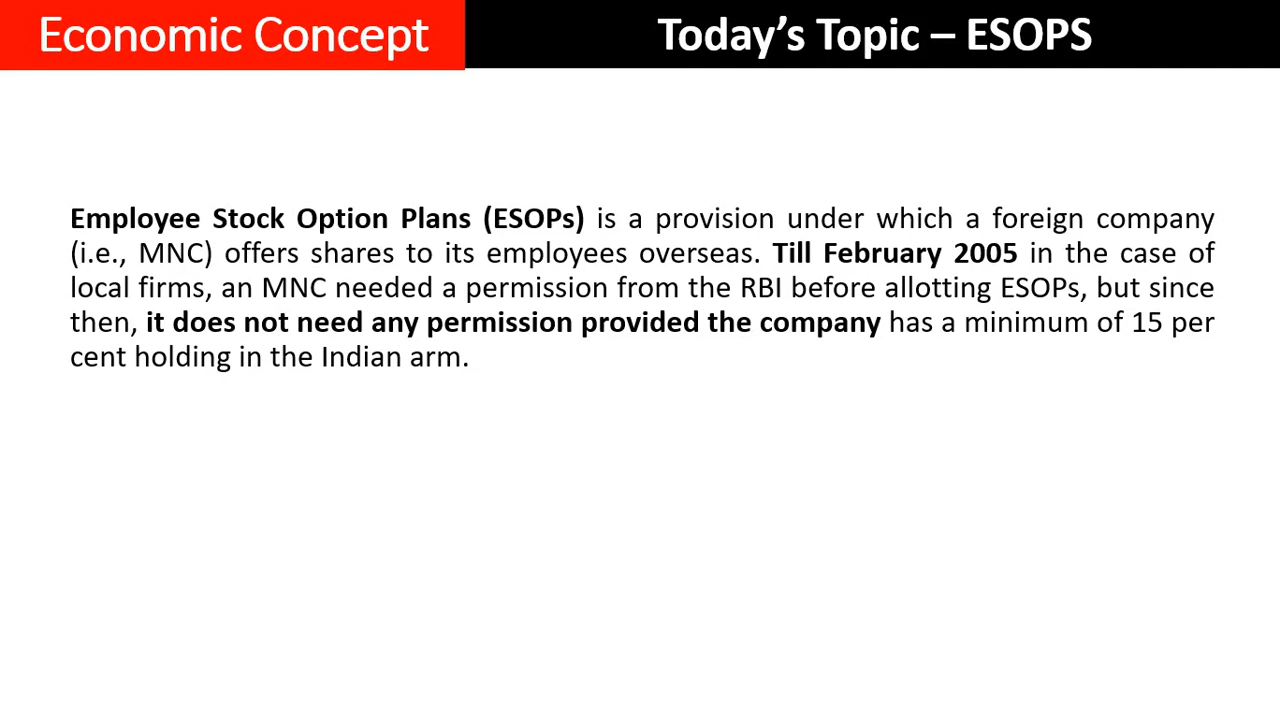 Economic Concept
Today’s Topic – ESOPS
Employee Stock Option Plans (ESOPs) is a provision under which a foreign company
(i.e., MNC) offers shares to its employees overseas. Till February 2005 in the case of
local firms, an MNC needed a permission from the RBI before allotting ESOPs, but since
then, it does not need any permission provided the company has a minimum of 15 per
cent holding in the Indian arm.